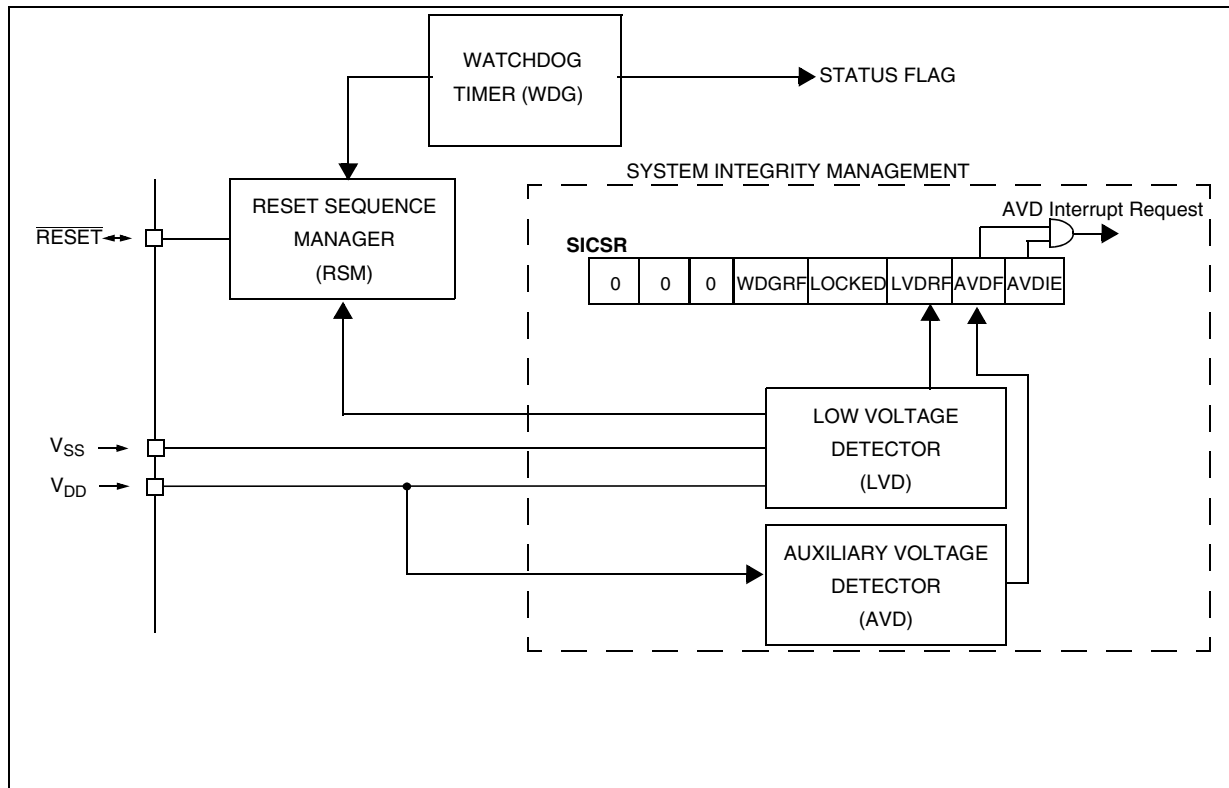 WATCHDOG
TIMER (WDG)
STATUS FLAG
SYSTEM INTEGRITY MANAGEMENT
RESET SEQUENCE
MANAGER
(RSM)
RESET
AVD Interrupt Request
SICSR
0 0 0 WDGRF LOCKED LVDRF AVDF AVDIE
LOW VOLTAGE
DETECTOR
(LVD)
VSS
VDD
AUXILIARY VOLTAGE
DETECTOR
(AVD)